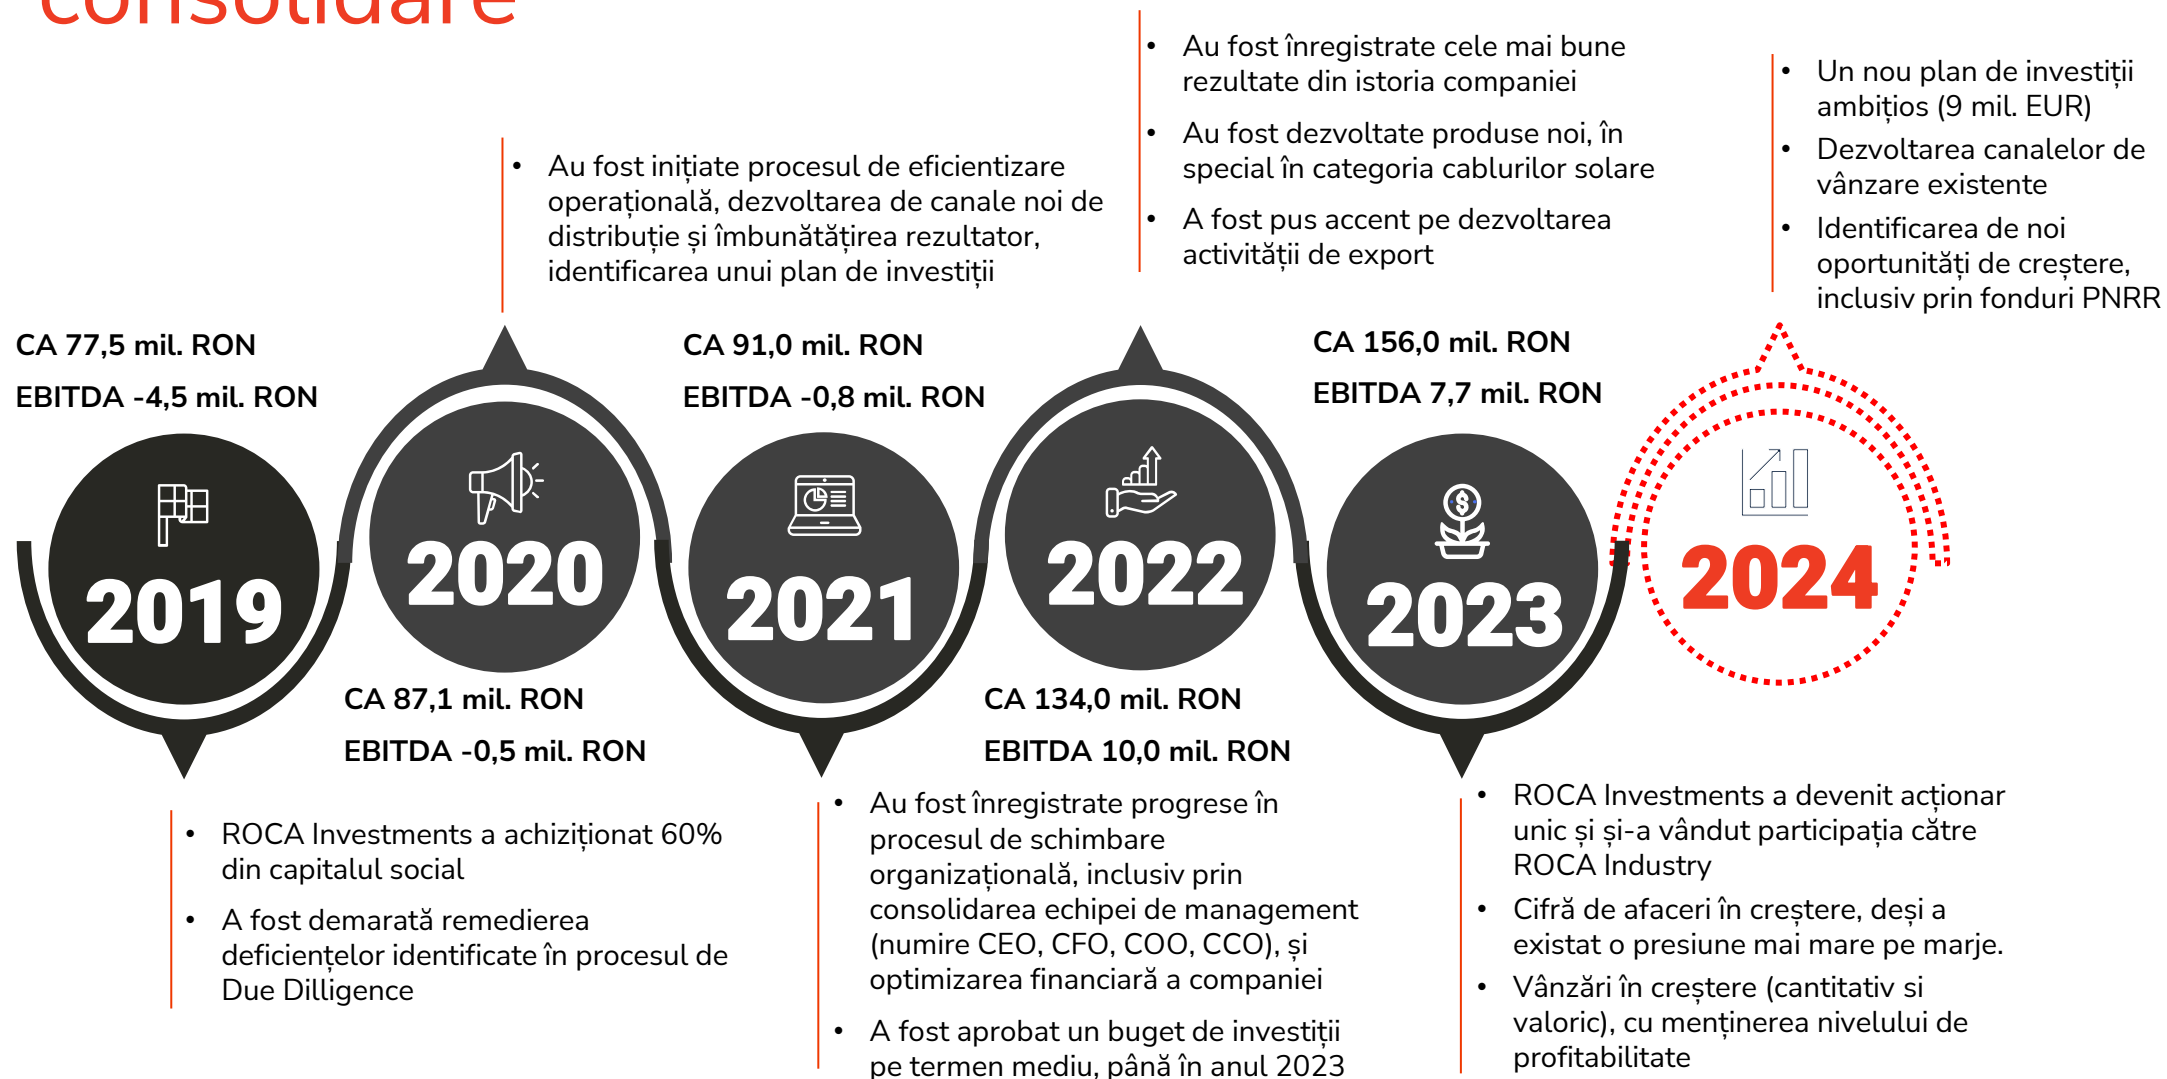 consolidare
• Au fost înregistrate cele mai bune
rezultate din istoria companiei
• Au fost dezvoltate produse noi, în
special în categoria cablurilor solare
• A fost pus accent pe dezvoltarea
activității de export
• Un nou plan de investiții
ambițios (9 mil. EUR)
• Dezvoltarea canalelor de
vânzare existente
• Identificarea de noi
oportunități de creștere,
inclusiv prin fonduri PNRR
• Au fost inițiate procesul de eficientizare
operațională, dezvoltarea de canale noi de
distribuție și îmbunătățirea rezultator,
identificarea unui plan de investiții
CA 77,5 mil. RON
EBITDA -4,5 mil. RON
CA 91,0 mil. RON
EBITDA -0,8 mil. RON
CA 156,0 mil. RON
EBITDA 7,7 mil. RON
2019
2020
2021
2022
2023
2024
CA 87,1 mil. RON
EBITDA -0,5 mil. RON
CA 134,0 mil. RON
EBITDA 10,0 mil. RON
• ROCA Investments a achiziționat 60%
din capitalul social
• A fost demarată remedierea
deficiențelor identificate în procesul de
Due Dilligence
• Au fost înregistrate progrese în
procesul de schimbare
organizațională, inclusiv prin
consolidarea echipei de management
(numire CEO, CFO, COO, CCO), și
optimizarea financiară a companiei
• A fost aprobat un buget de investiții
pe termen mediu, până în anul 2023
• ROCA Investments a devenit acționar
unic și și-a vândut participația către
ROCA Industry
• Cifră de afaceri în creștere, deși a
existat o presiune mai mare pe marje.
• Vânzări în creștere (cantitativ si
valoric), cu menținerea nivelului de
profitabilitate